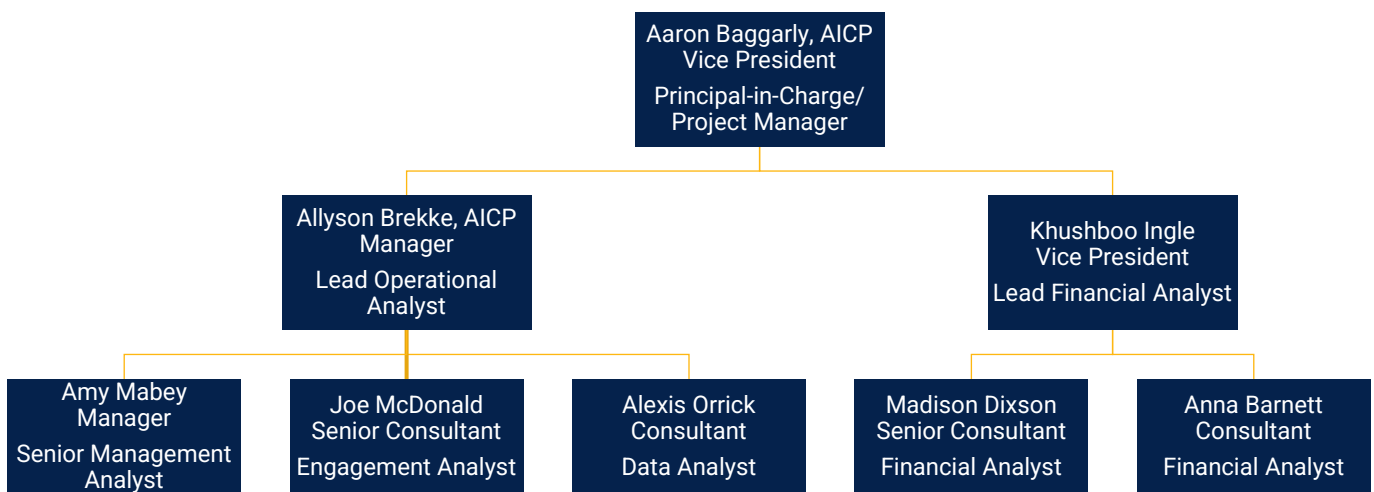 Aaron Baggarly, AICP
Vice President
Principal-in-Charge/
Project Manager
Allyson Brekke, AICP
Manager
Lead Operational
Analyst
Khushboo Ingle
Vice President
Lead Financial Analyst
Amy Mabey
Manager
Senior Management
Analyst
Joe McDonald
Senior Consultant
Engagement Analyst
Alexis Orrick
Consultant
Data Analyst
Madison Dixson
Senior Consultant
Financial Analyst
Anna Barnett
Consultant
Financial Analyst